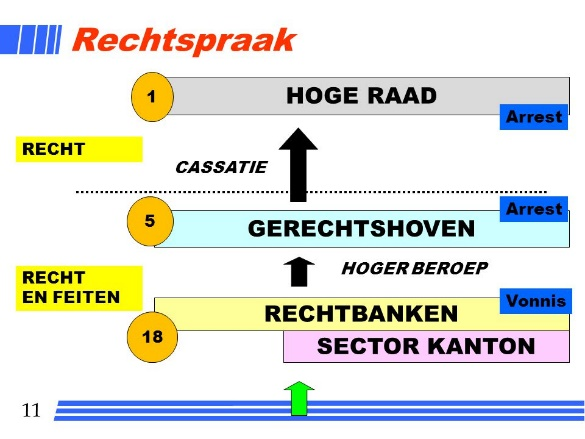 Rechtspraak
1
HOGE RAAD
Arrest
RECHT
CASSATIE
Arrest
5
GERECHTSHOVEN
RECHT
EN FEITEN
HOGER BEROEP
Vonnis
RECHTBANKEN
18
SECTOR KANTON
11